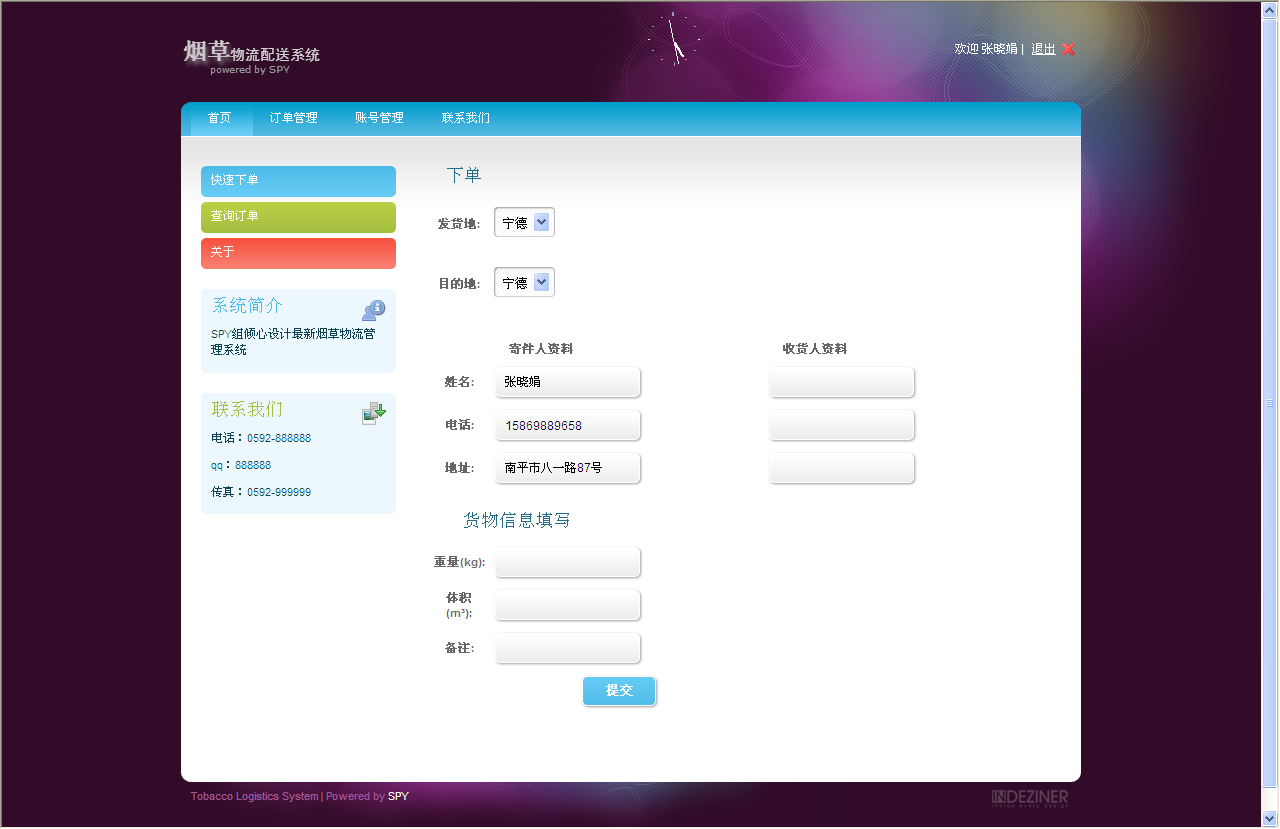 烟草物流配送系统
powered by SPY
欢迎 张晓娟 | 退出
首页 订单管理 账号管理 联系我们
快速下单
查询订单
关于
系统简介
SPY组倾心设计最新烟草物流管
理系统
联系我们
电话：0592-888888
qq：888888
传真：0592-999999
下单
发货地: 宁德
目的地: 宁德
寄件人资料 收货人资料
姓名: 张晓娟
电话: 15869889658
地址: 南平市八一路87号
货物信息填写
重量(kg):
体积
(m³):
备注:
提交
Tobacco Logistics System | Powered by SPY
INDEZINER
inside every design